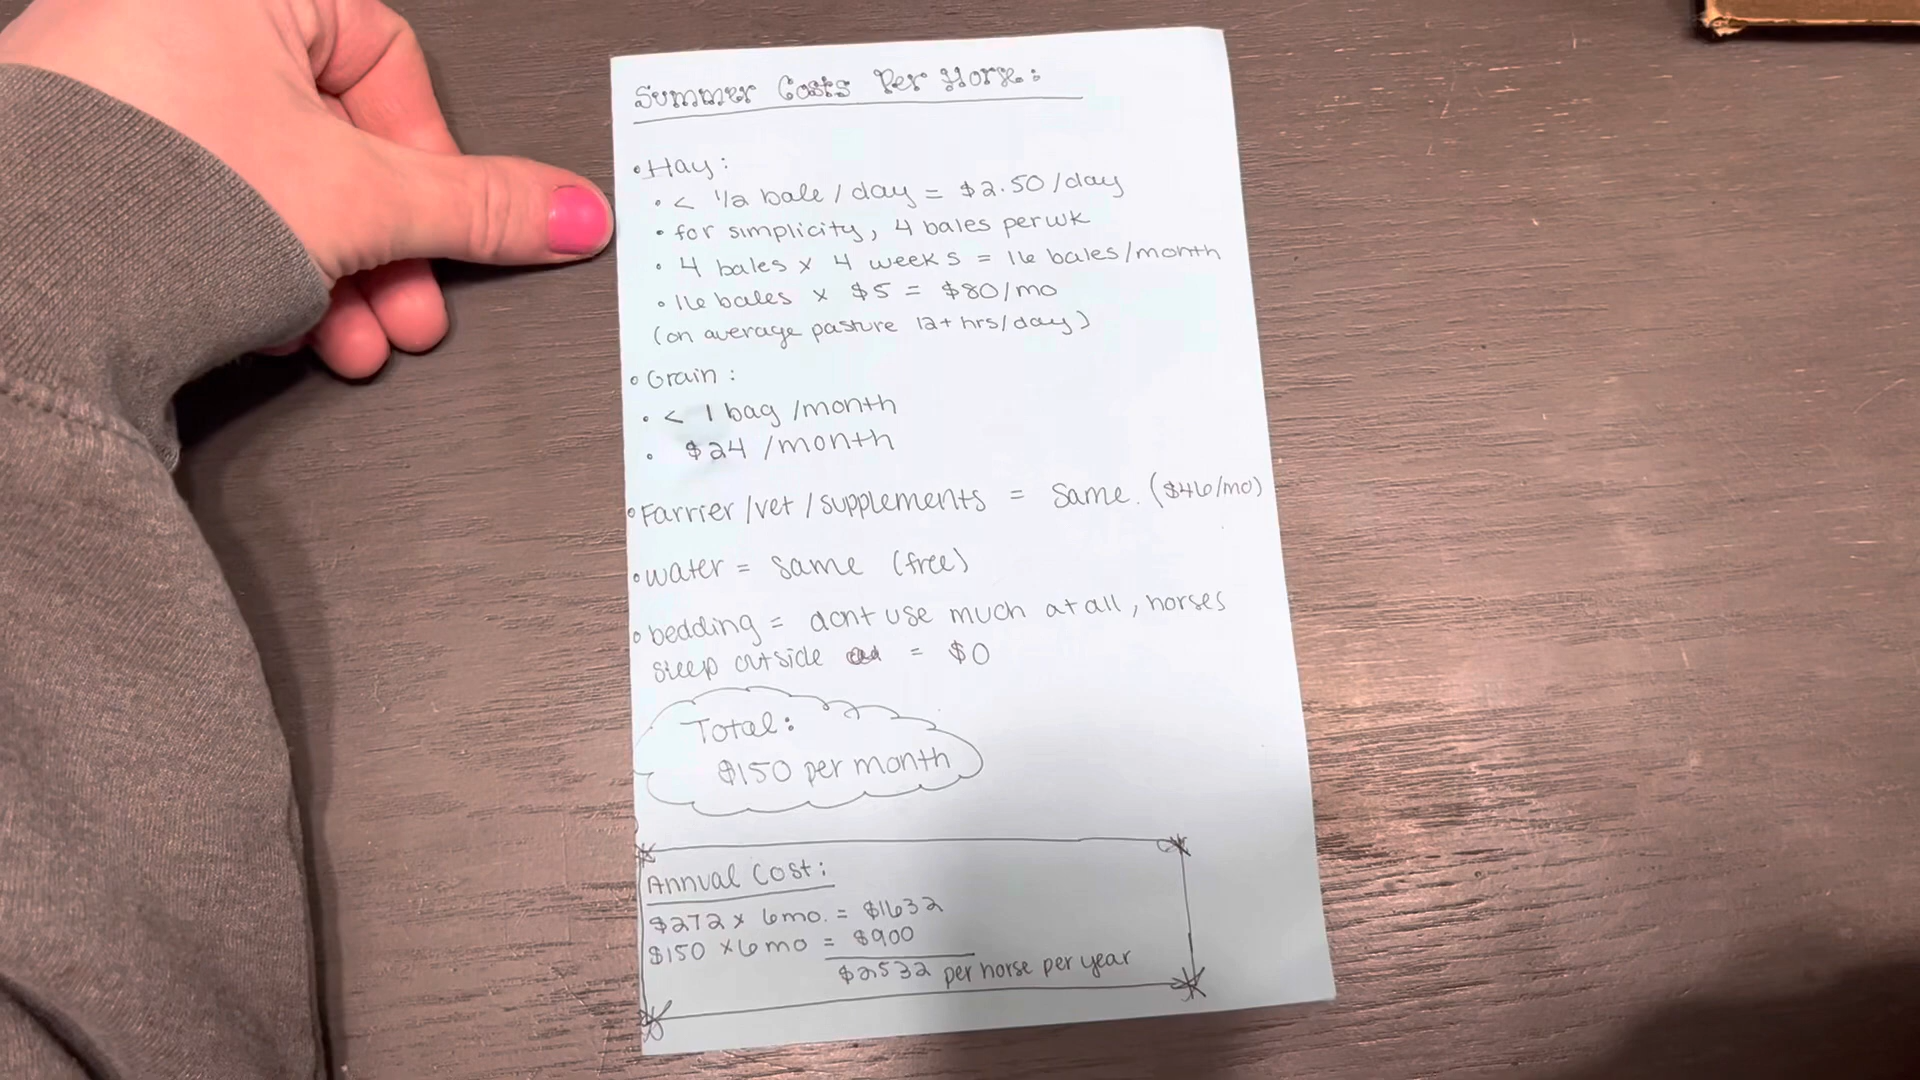 Summer Costs Per Horse:
• Hay:
• < 1/2 bale / day = $2.50/day
• for simplicity, 4 bales per wk
• 4 bales x 4 weeks = 16 bales/month
• 16 bales x $5 = $80/mo
(on average pasture 12+ hrs/day)
• Grain:
• < 1 bag /month
• $24 /month
• Farrier/vet/supplements = same. ($46/mo)
• water = same (free)
• bedding = dont use much at all, horses
sleep outside = $0
Total:
$150 per month
Annual Cost:
$272 x 6mo. = $1632
$150 x 6mo = $900
$2532 per horse per year